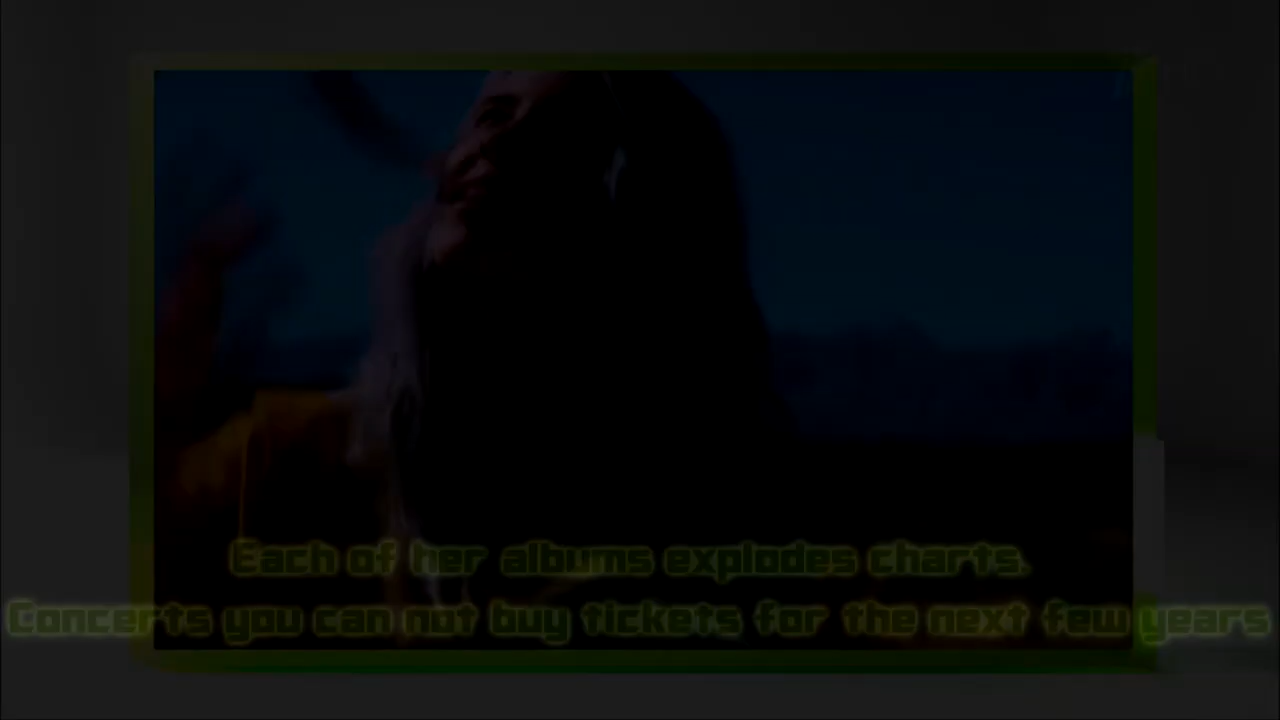 Each of her albums explodes charts.
Concerts you can not buy tickets for the next few years